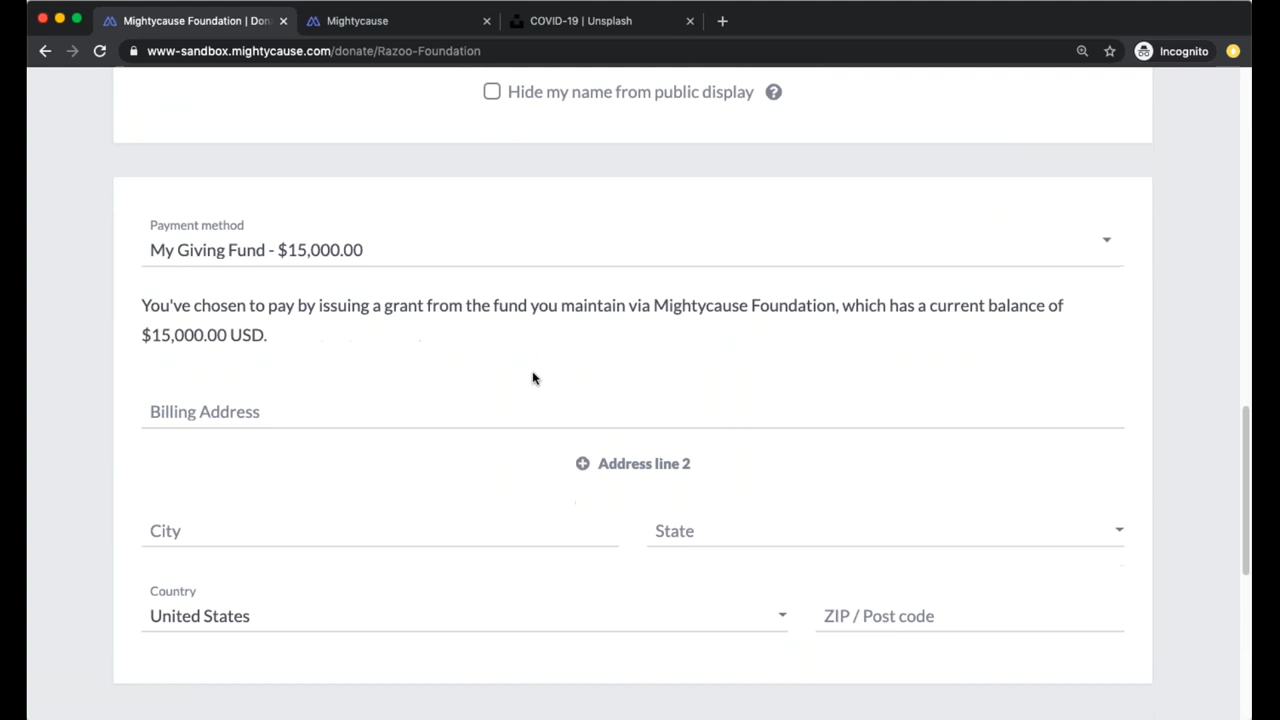 Mightycause Foundation | Don
Mightycause
COVID-19 | Unsplash
www-sandbox.mightycause.com/donate/Razoo-Foundation
Incognito
Hide my name from public display
Payment method
My Giving Fund - $15,000.00
You've chosen to pay by issuing a grant from the fund you maintain via Mightycause Foundation, which has a current balance of
$15,000.00 USD.
Billing Address
Address line 2
City
State
Country
United States
ZIP / Post code